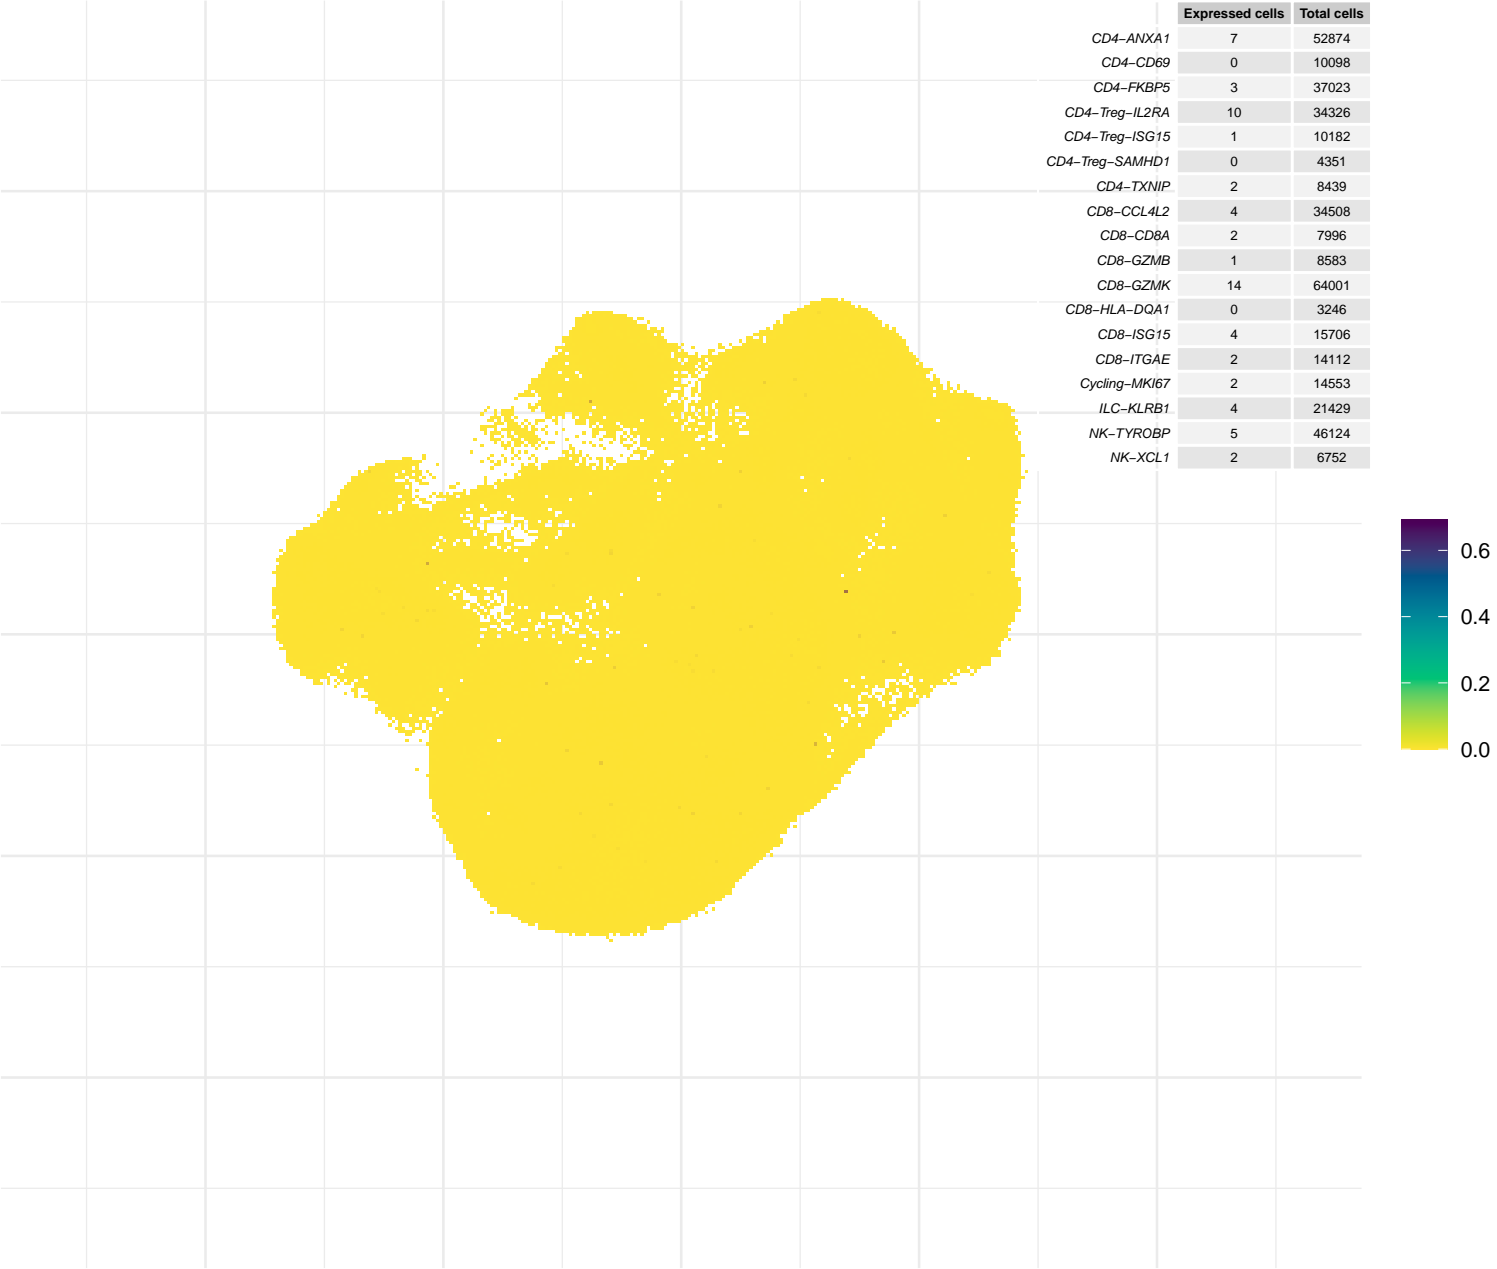 Expressed cells Total cells
CD4−ANXA1 7 52874
CD4−CD69 0 10098
CD4−FKBP5 3 37023
CD4−Treg−IL2RA 10 34326
CD4−Treg−ISG15 1 10182
CD4−Treg−SAMHD1 0 4351
CD4−TXNIP 2 8439
CD8−CCL4L2 4 34508
CD8−CD8A 2 7996
CD8−GZMB 1 8583
CD8−GZMK 14 64001
CD8−HLA−DQA1 0 3246
CD8−ISG15 4 15706
CD8−ITGAE 2 14112
Cycling−MKI67 2 14553
ILC−KLRB1 4 21429
NK−TYROBP 5 46124
NK−XCL1 2 6752
0.6
0.4
0.2
0.0